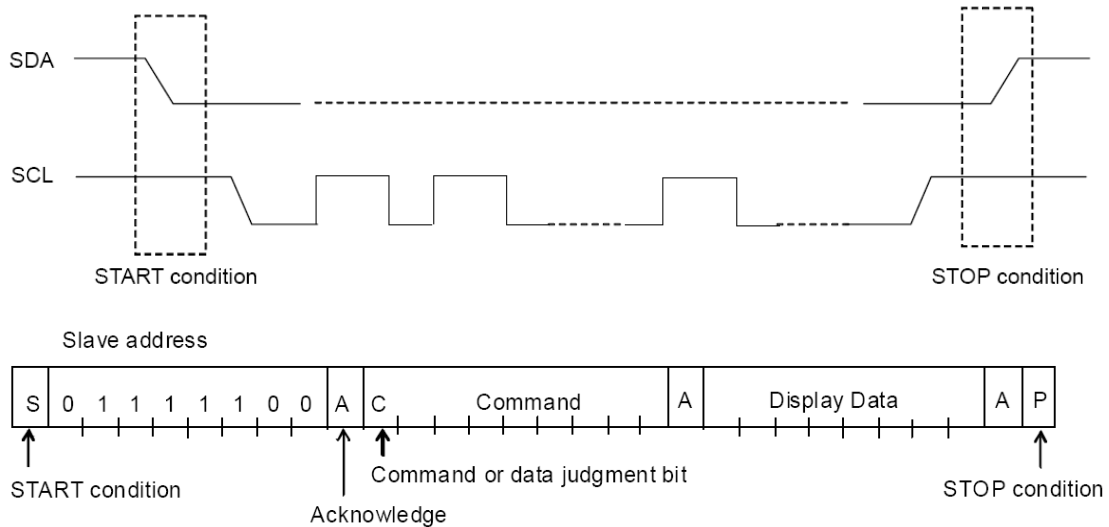 SDA
SCL
START condition
STOP condition
Slave address
S 0 1 1 1 1 1 0 0 A C Command A Display Data A P
Command or data judgment bit
START condition
STOP condition
Acknowledge